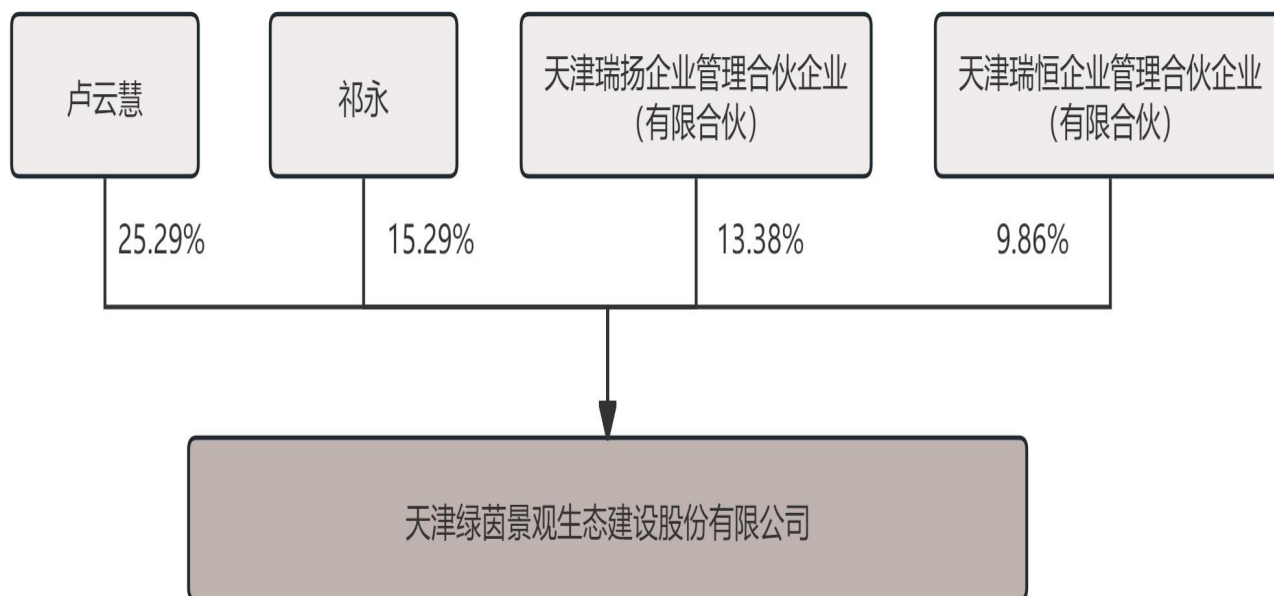 卢云慧
祁永
天津瑞扬企业管理合伙企业
（有限合伙）
天津瑞恒企业管理合伙企业
（有限合伙）
25.29%
15.29%
13.38%
9.86%
天津绿茵景观生态建设股份有限公司